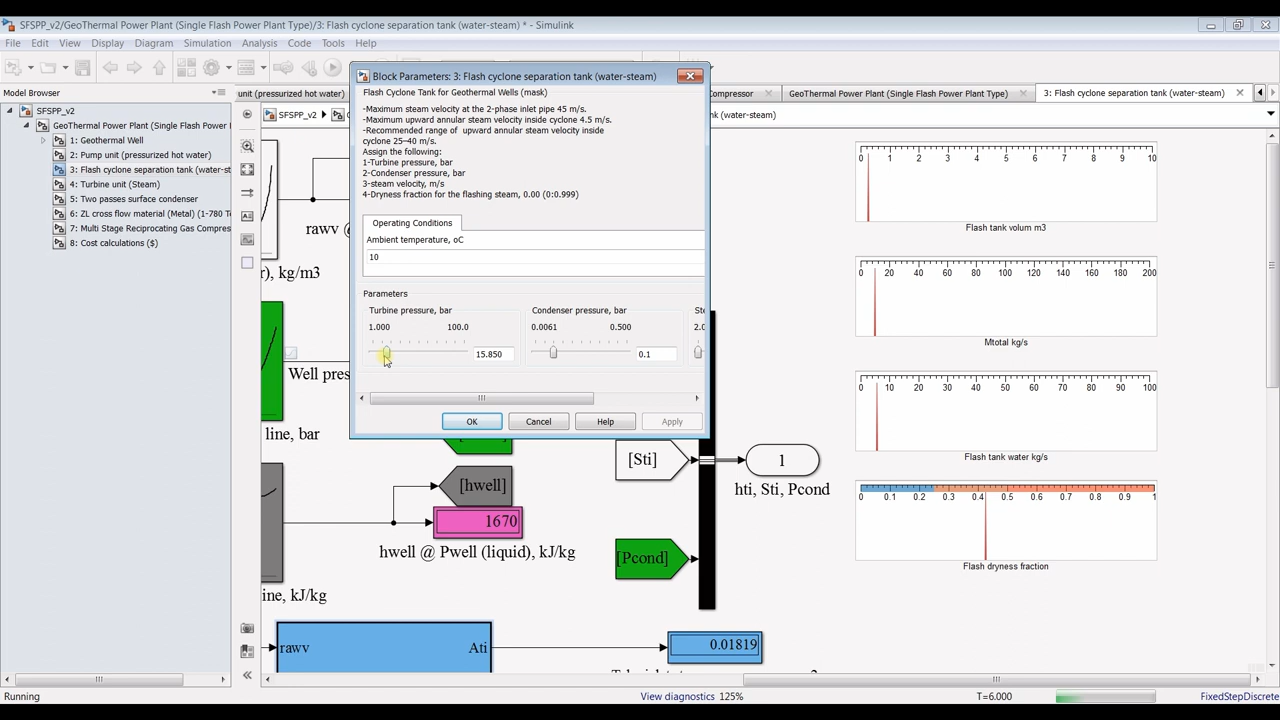 SFSPP_v2/GeoThermal Power Plant (Single Flash Power Plant Type)/3: Flash cyclone separation tank (water-steam) * - Simulink
File Edit View Display Diagram Simulation Analysis Code Tools Help
Model Browser
unit (pressurized hot water)
Compressor
GeoThermal Power Plant (Single Flash Power Plant Type)
3: Flash cyclone separation tank (water-steam)
SFSPP_v2
nk (water-steam)
SFSPP_v2
GeoThermal Power Plant (Single Flash Power
1: Geothermal Well
2: Pump unit (pressurized hot water)
3: Flash cyclone separation tank (water-st
4: Turbine unit (Steam)
5: Two passes surface condenser
6: ZL cross flow material (Metal) (1-780 T
7: Multi Stage Reciprocating Gas Compres
8: Cost calculations ($)
Block Parameters: 3: Flash cyclone separation tank (water-steam)
Flash Cyclone Tank for Geothermal Wells (mask)
-Maximum steam velocity at the 2-phase inlet pipe 45 m/s.
-Maximum upward annular steam velocity inside cyclone 4.5 m/s.
-Recommended range of upward annular steam velocity inside
cyclone 25–40 m/s.
Assign the following:
1-Turbine pressure, bar
2-Condenser pressure, bar
3-steam velocity, m/s
4-Dryness fraction for the flashing steam, 0.00 (0:0.999)
Operating Conditions
Ambient temperature, oC
10
Parameters
Turbine pressure, bar
1.000 100.0
15.850
Condenser pressure, bar
0.0061 0.500
0.1
Ste
2.0
OK Cancel Help Apply
rawv @
r), kg/m3
Well pres
line, bar
[hwell]
1670
hwell @ Pwell (liquid), kJ/kg
ine, kJ/kg
rawv Ati
0.01819
[Sti]
1
hti, Sti, Pcond
[Pcond]
0 1 2 3 4 5 6 7 8 9 10
Flash tank volum m3
0 20 40 60 80 100 120 140 160 180 200
Mtotal kg/s
0 10 20 30 40 50 60 70 80 90 100
Flash tank water kg/s
0 0.1 0.2 0.3 0.4 0.5 0.6 0.7 0.8 0.9 1
Flash dryness fraction
Running
View diagnostics 125%
T=6.000
FixedStepDiscrete